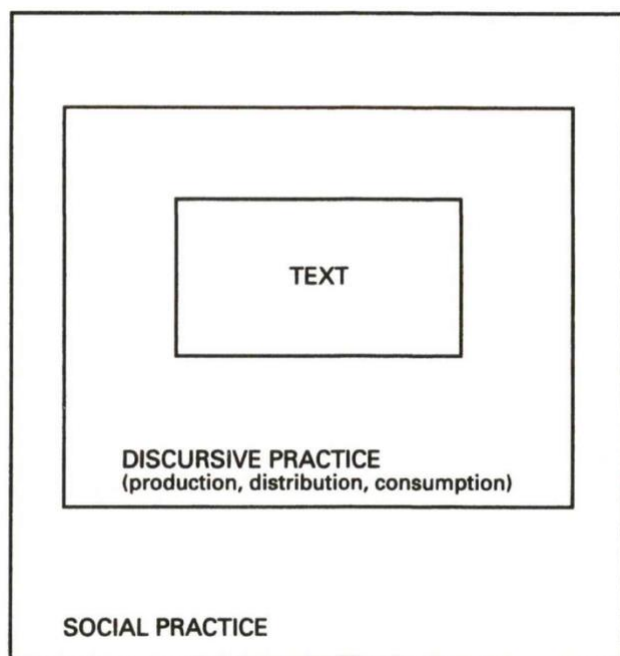 TEXT
DISCURSIVE PRACTICE
(production, distribution, consumption)
SOCIAL PRACTICE